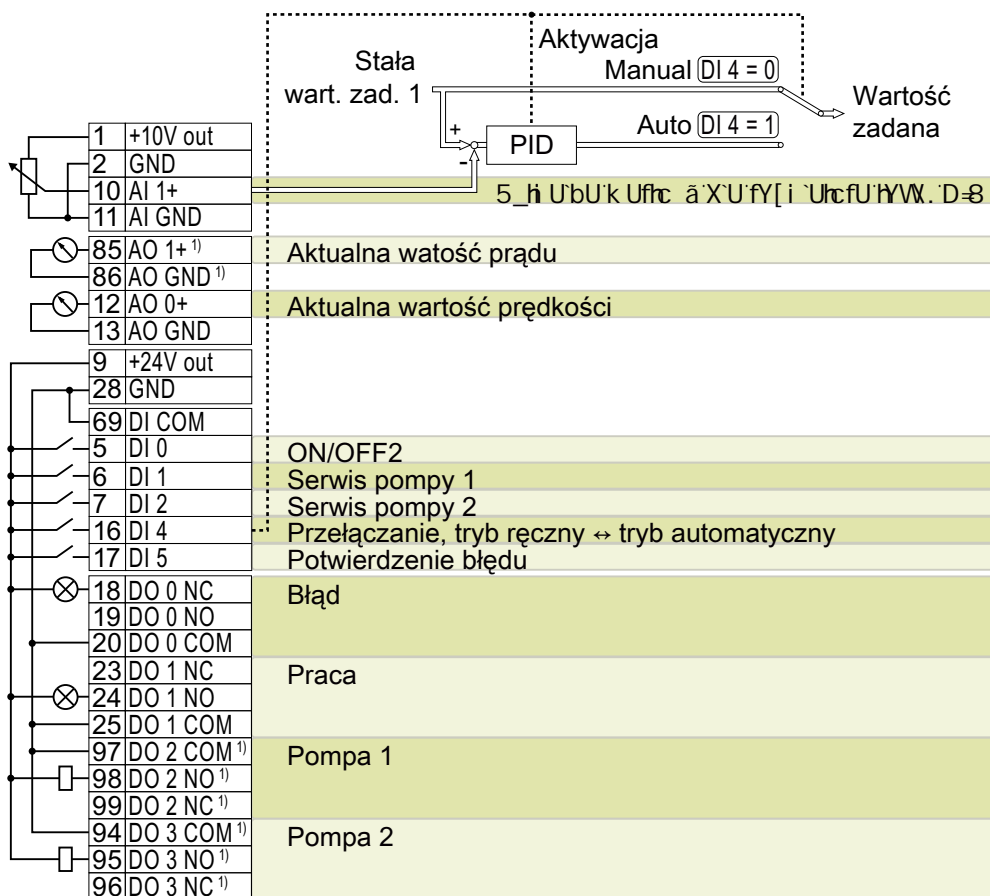 Aktywacja
Stała
wart. zad. 1
Manual DI 4 = 0
Auto DI 4 = 1
Wartość
zadana
+
-
PID
1 +10V out
2 GND
10 AI 1+
11 AI GND
85 AO 1+ 1) Aktualna watość prądu
86 AO GND 1)
12 AO 0+ Aktualna wartość prędkości
13 AO GND
9 +24V out
28 GND
69 DI COM
5 DI 0 ON/OFF2
6 DI 1 Serwis pompy 1
7 DI 2 Serwis pompy 2
16 DI 4 Przełączanie, tryb ręczny ↔ tryb automatyczny
17 DI 5 Potwierdzenie błędu
18 DO 0 NC Błąd
19 DO 0 NO
20 DO 0 COM
23 DO 1 NC Praca
24 DO 1 NO
25 DO 1 COM
97 DO 2 COM 1) Pompa 1
98 DO 2 NO 1)
99 DO 2 NC 1)
94 DO 3 COM 1) Pompa 2
95 DO 3 NO 1)
96 DO 3 NC 1)